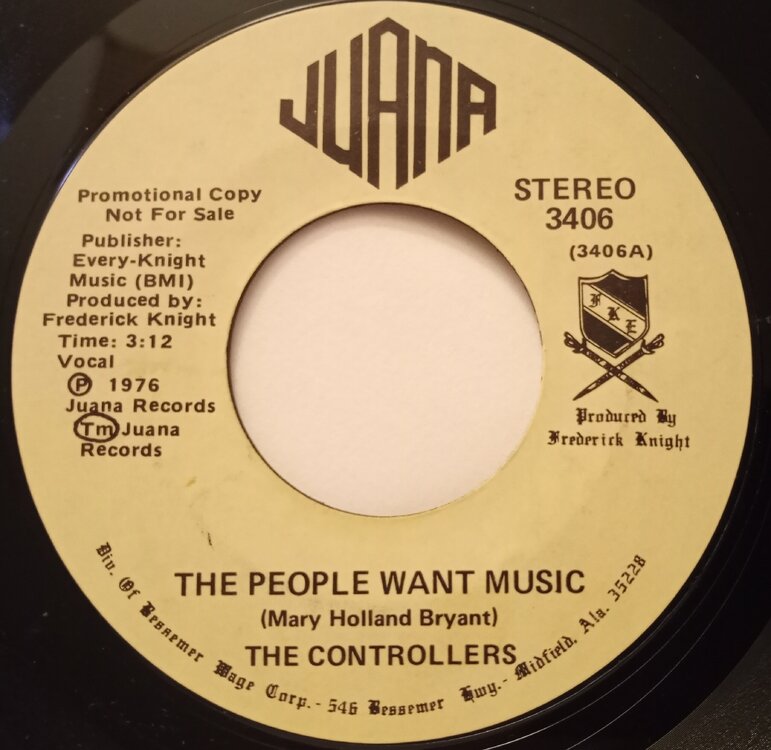 JUANA
Promotional Copy
Not For Sale
Publisher:
Every-Knight
Music (BMI)
Produced by:
Frederick Knight
Time: 3:12
Vocal
Ⓟ 1976
Juana Records
Tm Juana
Records
STEREO
3406
(3406A)
FKE
Produced By
Frederick Knight
THE PEOPLE WANT MUSIC
(Mary Holland Bryant)
THE CONTROLLERS
Div. Of Bessemer Wage Corp. - 546 Bessemer Hwy. - Midfield, Ala. 35228